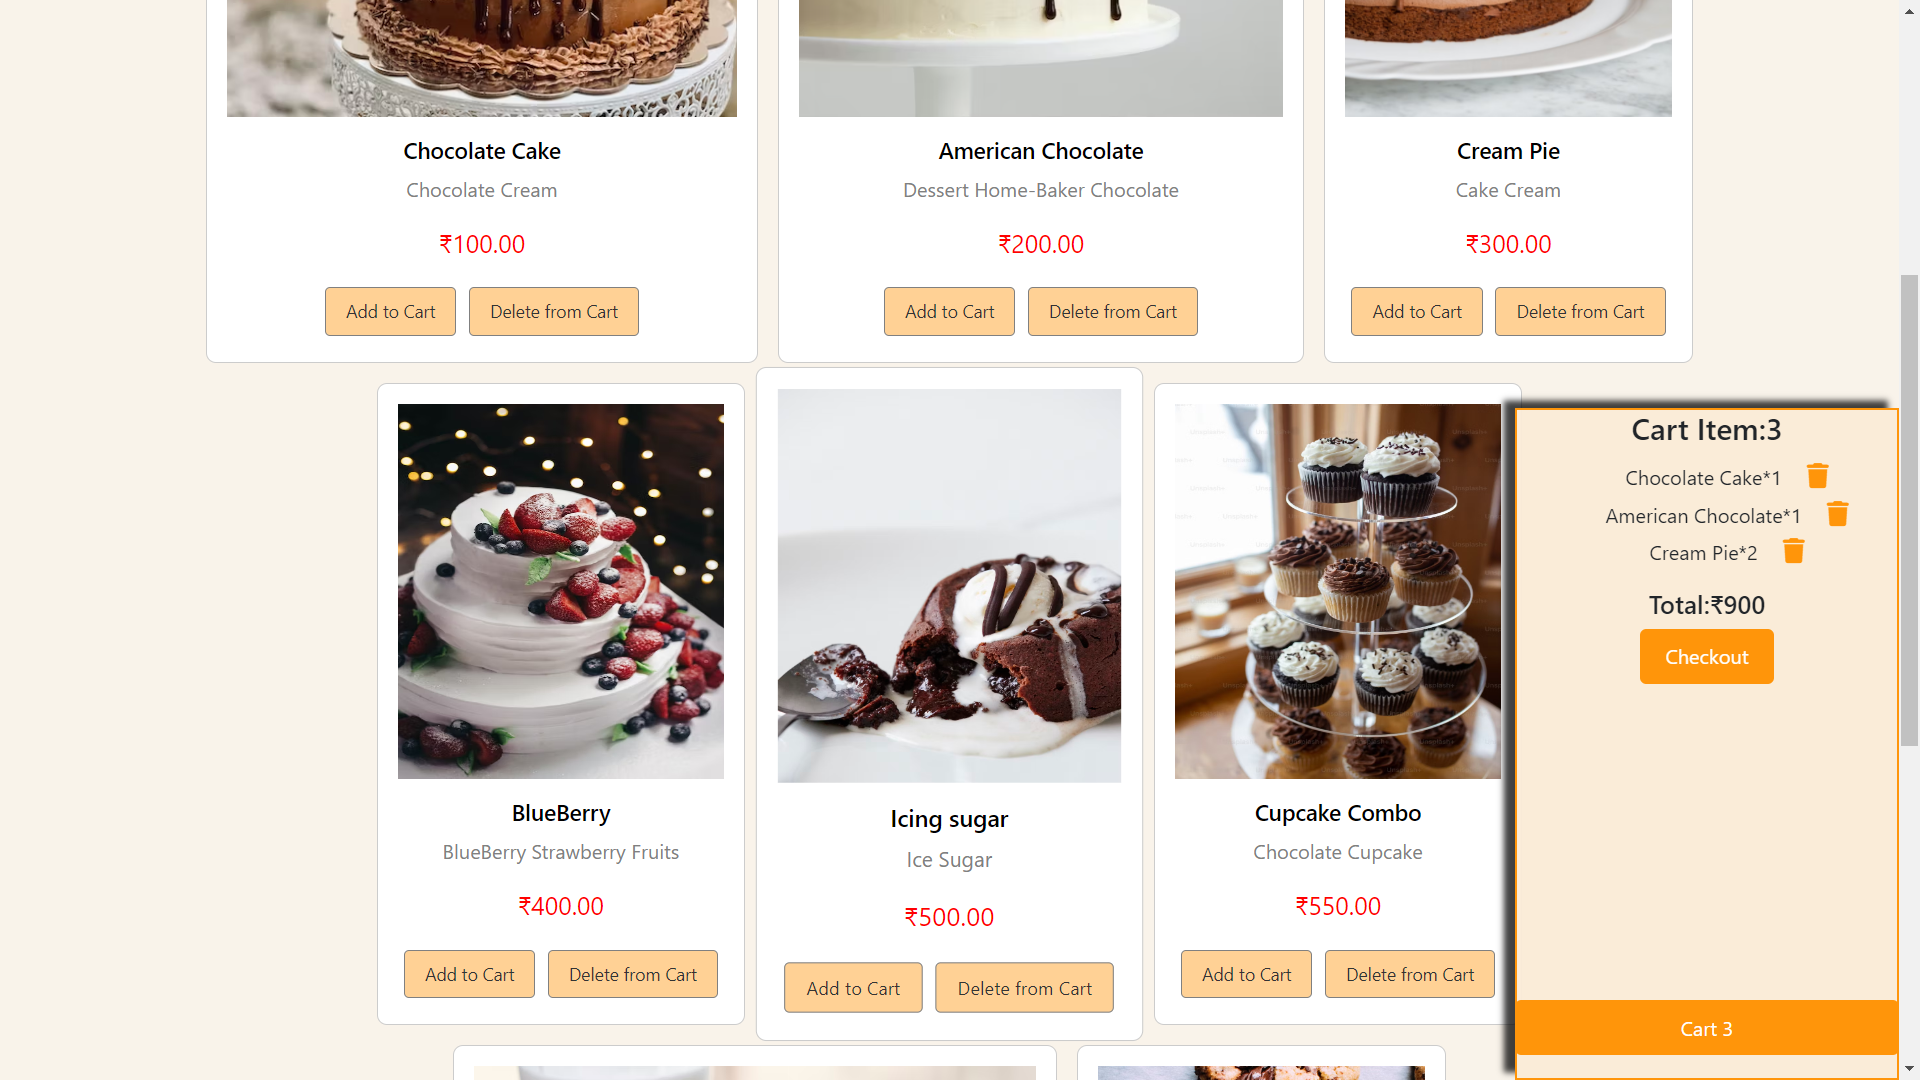 Chocolate Cake
Chocolate Cream
₹100.00
Add to Cart
Delete from Cart
American Chocolate
Dessert Home-Baker Chocolate
₹200.00
Add to Cart
Delete from Cart
Cream Pie
Cake Cream
₹300.00
Add to Cart
Delete from Cart
BlueBerry
BlueBerry Strawberry Fruits
₹400.00
Add to Cart
Delete from Cart
Icing sugar
Ice Sugar
₹500.00
Add to Cart
Delete from Cart
Cupcake Combo
Chocolate Cupcake
₹550.00
Add to Cart
Delete from Cart
Cart Item:3
Chocolate Cake*1
American Chocolate*1
Cream Pie*2
Total:₹900
Checkout
Cart 3